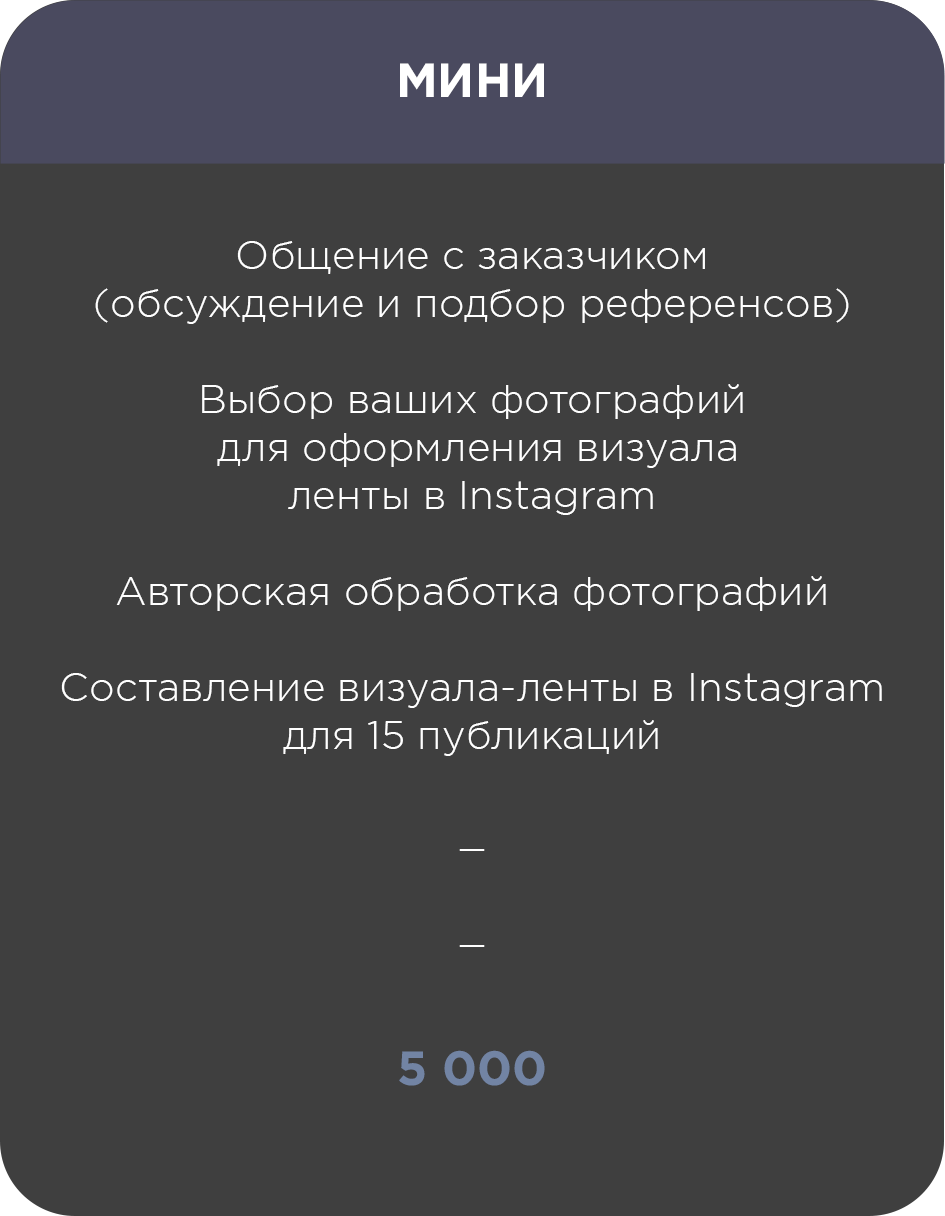 МИНИ
Общение с заказчиком
(обсуждение и подбор референсов)
Выбор ваших фотографий
для оформления визуала
ленты в Instagram
Авторская обработка фотографий
Составление визуала-ленты в Instagram
для 15 публикаций
–
–
5 000